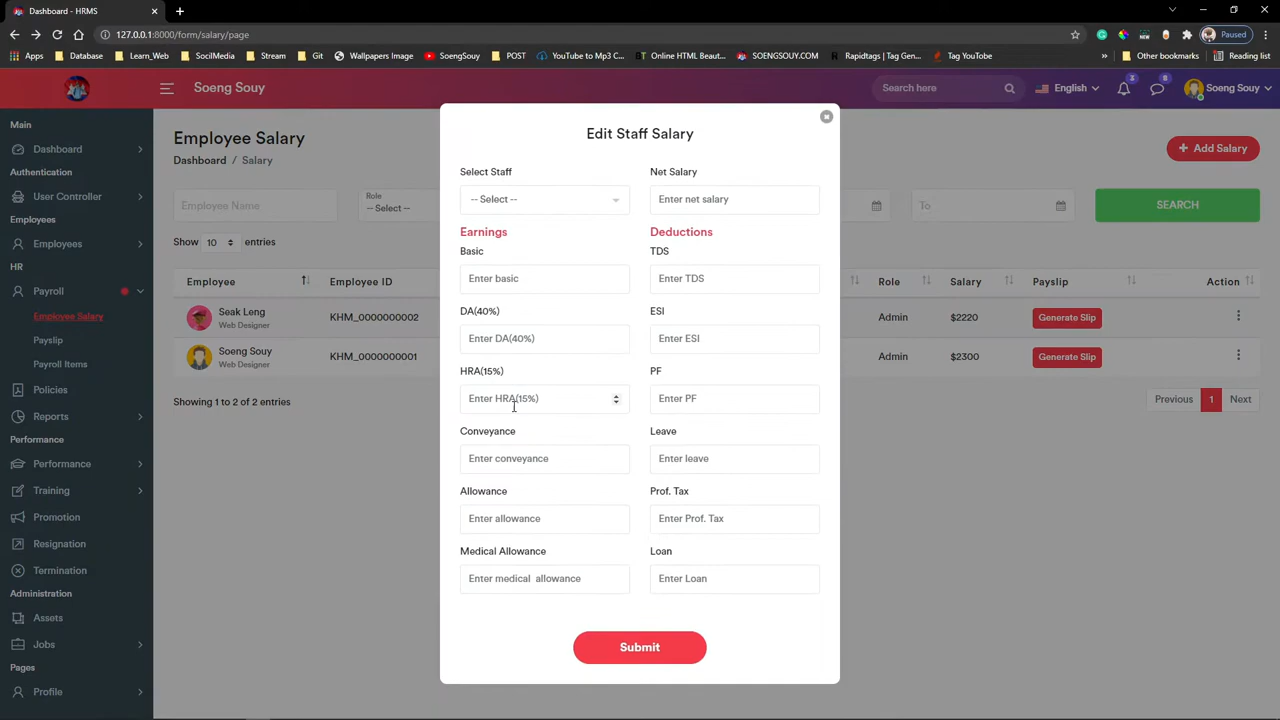 Dashboard - HRMS
127.0.0.1:8000/form/salary/page
Paused
Apps
Database
Learn_Web
SocilMedia
Stream
Git
Wallpapers Image
SoengSouy
POST
YouTube to Mp3 C...
Online HTML Beaut...
SOENGSOUY.COM
Rapidtags | Tag Gen...
Tag YouTube
»
Other bookmarks
Reading list
Soeng Souy
Search here
English
3
8
Soeng Souy
Main
Dashboard
Authentication
User Controller
Employees
Employees
HR
Payroll
Employee Salary
Payslip
Payroll Items
Policies
Reports
Performance
Performance
Training
Promotion
Resignation
Termination
Administration
Assets
Jobs
Pages
Profile
Employee Salary
Dashboard / Salary
+ Add Salary
Employee Name
Role
-- Select --
To
SEARCH
Show 10 entries
Employee
Employee ID
Role
Salary
Payslip
Action
Seak Leng
Web Designer
KHM_0000000002
Admin
$2220
Generate Slip
Soeng Souy
Web Designer
KHM_0000000001
Admin
$2300
Generate Slip
Showing 1 to 2 of 2 entries
Previous
1
Next
Edit Staff Salary
Select Staff
-- Select --
Net Salary
Enter net salary
Earnings
Deductions
Basic
Enter basic
TDS
Enter TDS
DA(40%)
Enter DA(40%)
ESI
Enter ESI
HRA(15%)
Enter HRA(15%)
PF
Enter PF
Conveyance
Enter conveyance
Leave
Enter leave
Allowance
Enter allowance
Prof. Tax
Enter Prof. Tax
Medical Allowance
Enter medical  allowance
Loan
Enter Loan
Submit